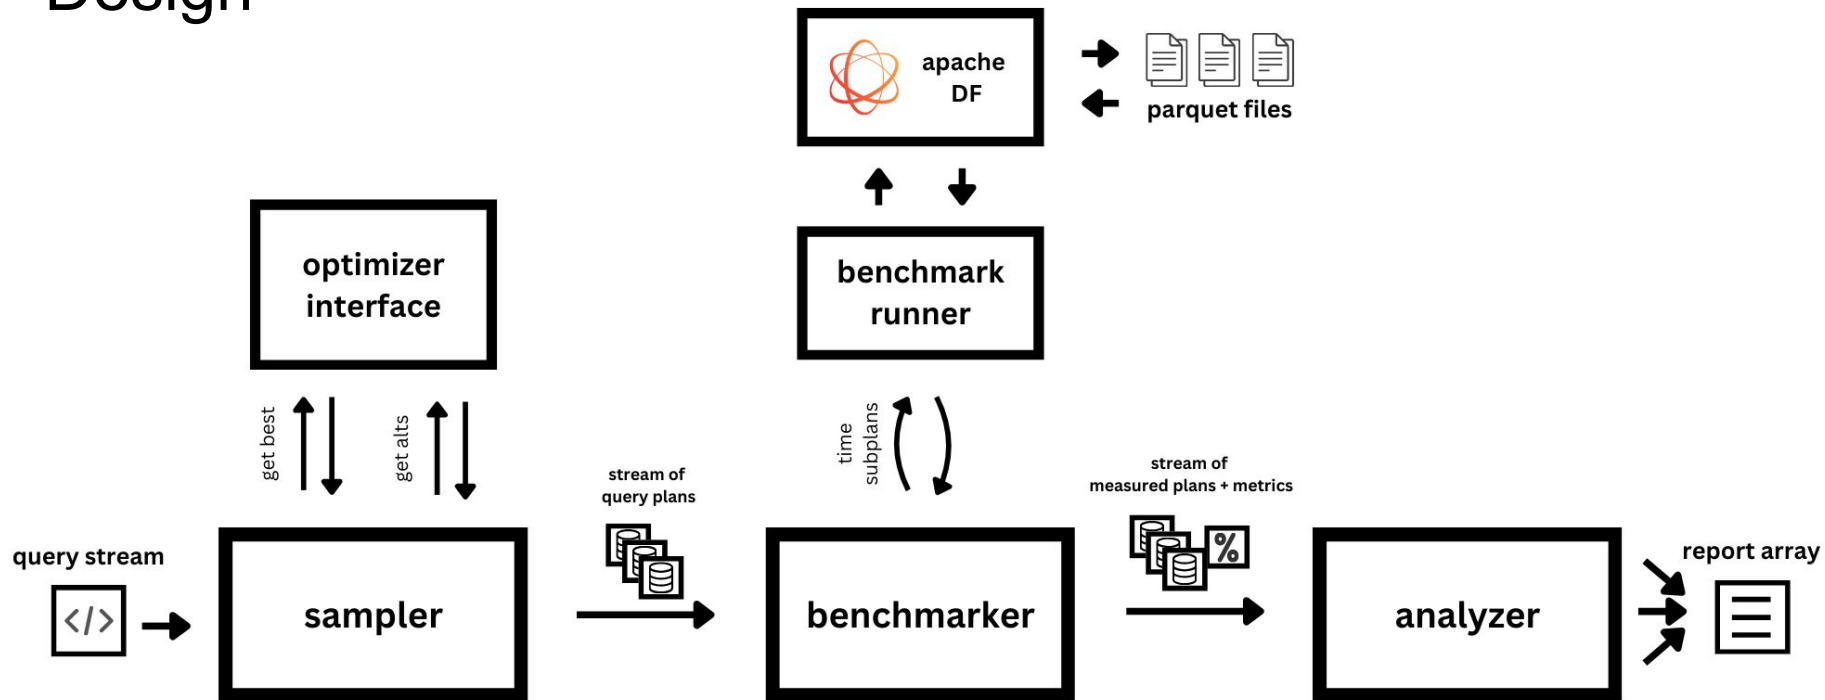 Design
apache
DF
parquet files
optimizer
interface
benchmark
runner
get best
get alts
time
subplans
stream of
query plans
stream of
measured plans + metrics
%
query stream
</>
sampler
benchmarker
analyzer
report array